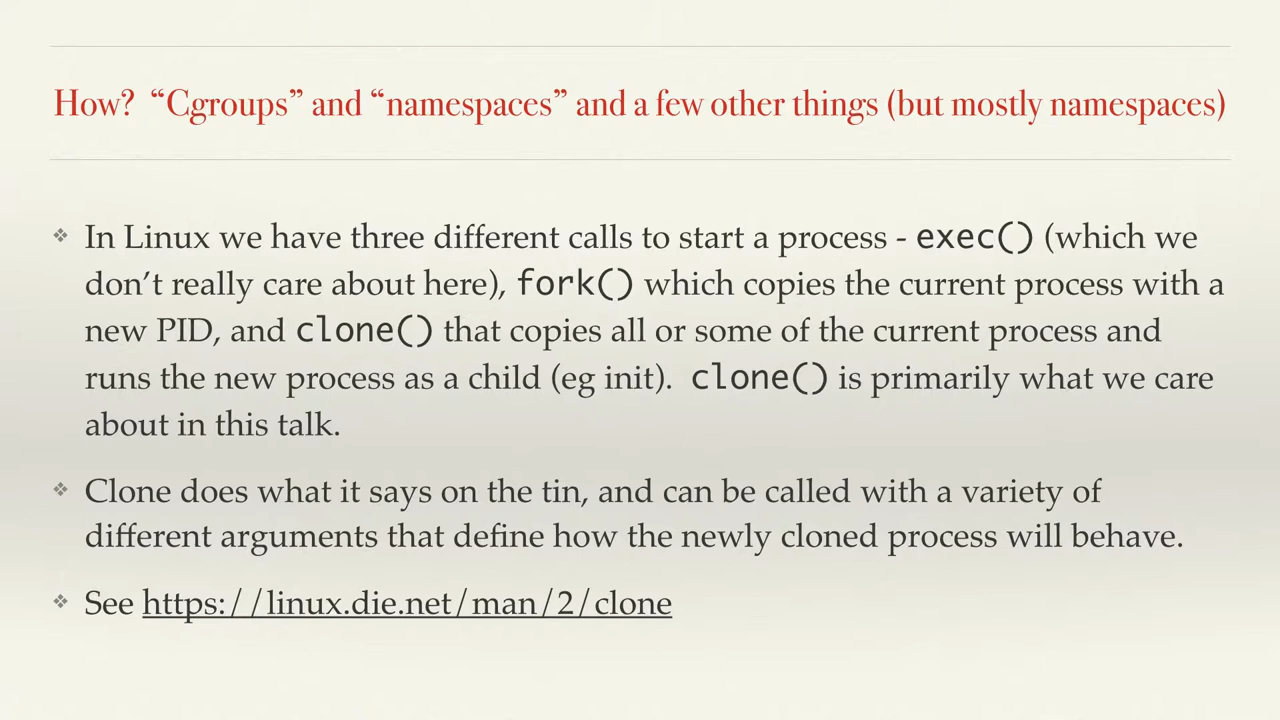 How? “Cgroups” and “namespaces” and a few other things (but mostly namespaces)
❖ In Linux we have three different calls to start a process - exec() (which we
don’t really care about here), fork() which copies the current process with a
new PID, and clone() that copies all or some of the current process and
runs the new process as a child (eg init). clone() is primarily what we care
about in this talk.
❖ Clone does what it says on the tin, and can be called with a variety of
different arguments that define how the newly cloned process will behave.
❖ See https://linux.die.net/man/2/clone